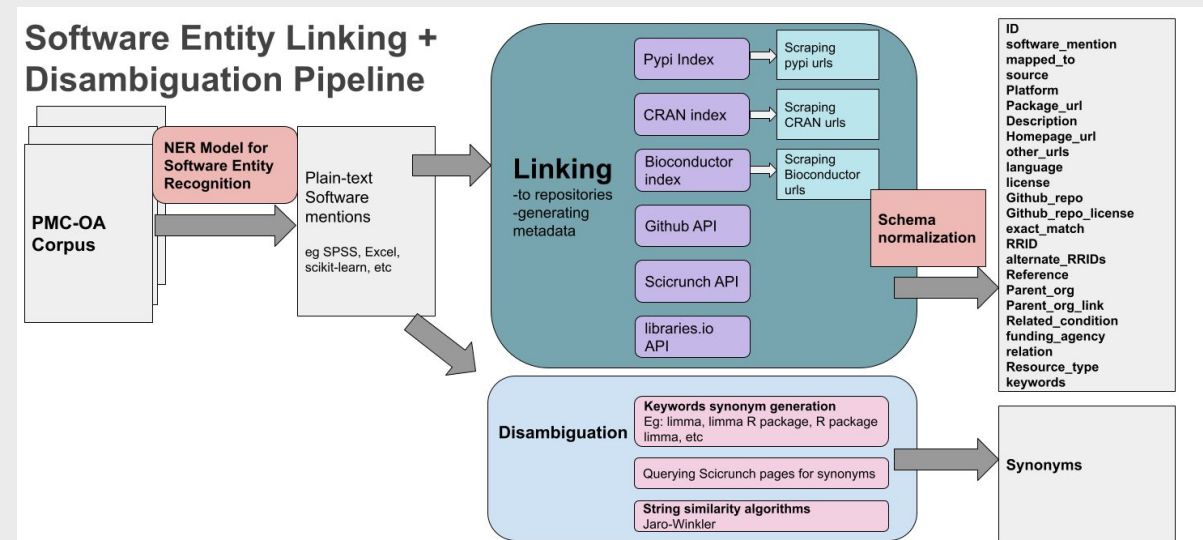 Software Entity Linking +
Disambiguation Pipeline
PMC-OA
Corpus
NER Model for
Software Entity
Recognition
Plain-text
Software
mentions
eg SPSS, Excel,
scikit-learn, etc
Linking
-to repositories
-generating
metadata
Pypi Index
Scraping
pypi urls
CRAN index
Scraping
CRAN urls
Bioconductor
index
Scraping
Bioconductor
urls
Github API
Scicrunch API
libraries.io
API
Schema
normalization
ID
software_mention
mapped_to
source
Platform
Package_url
Description
Homepage_url
other_urls
language
license
Github_repo
Github_repo_license
exact_match
RRID
alternate_RRIDs
Reference
Parent_org
Parent_org_link
Related_condition
funding_agency
relation
Resource_type
keywords
Disambiguation
Keywords synonym generation
Eg: limma, limma R package, R package
limma, etc
Querying Scicrunch pages for synonyms
String similarity algorithms
Jaro-Winkler
Synonyms